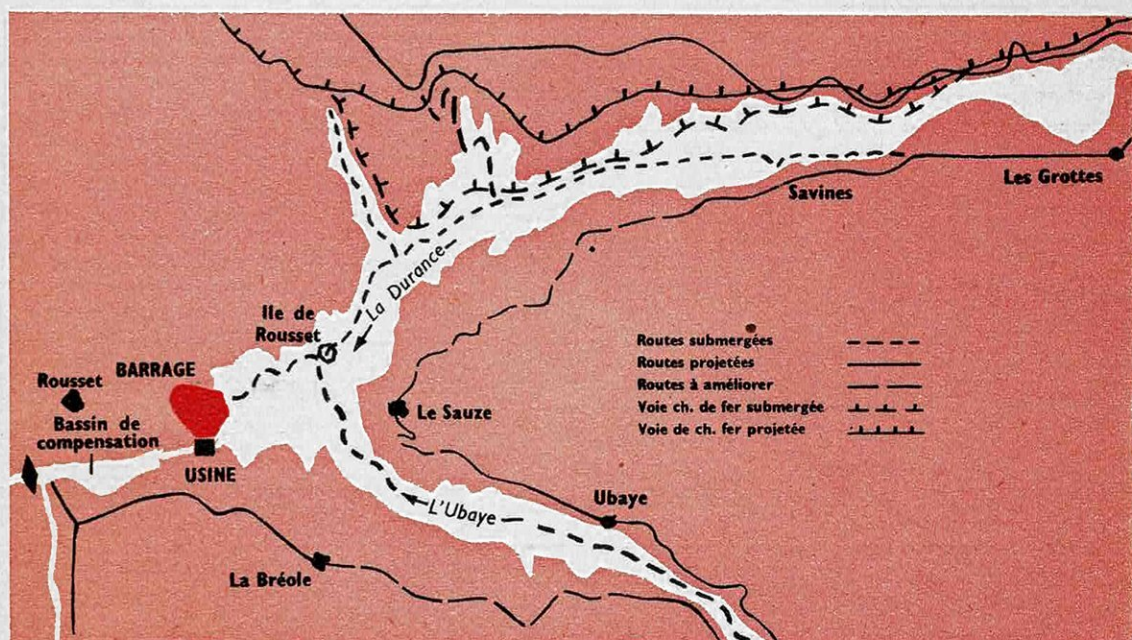 Savines
Les Grottes
La Durance
Ile de
Rousset
BARRAGE
Rousset
Bassin de
compensation
USINE
Le Sauze
Routes submergées
Routes projetées
Routes à améliorer
Voie ch. de fer submergée
Voie de ch. fer projetée
Ubaye
L'Ubaye
La Bréole